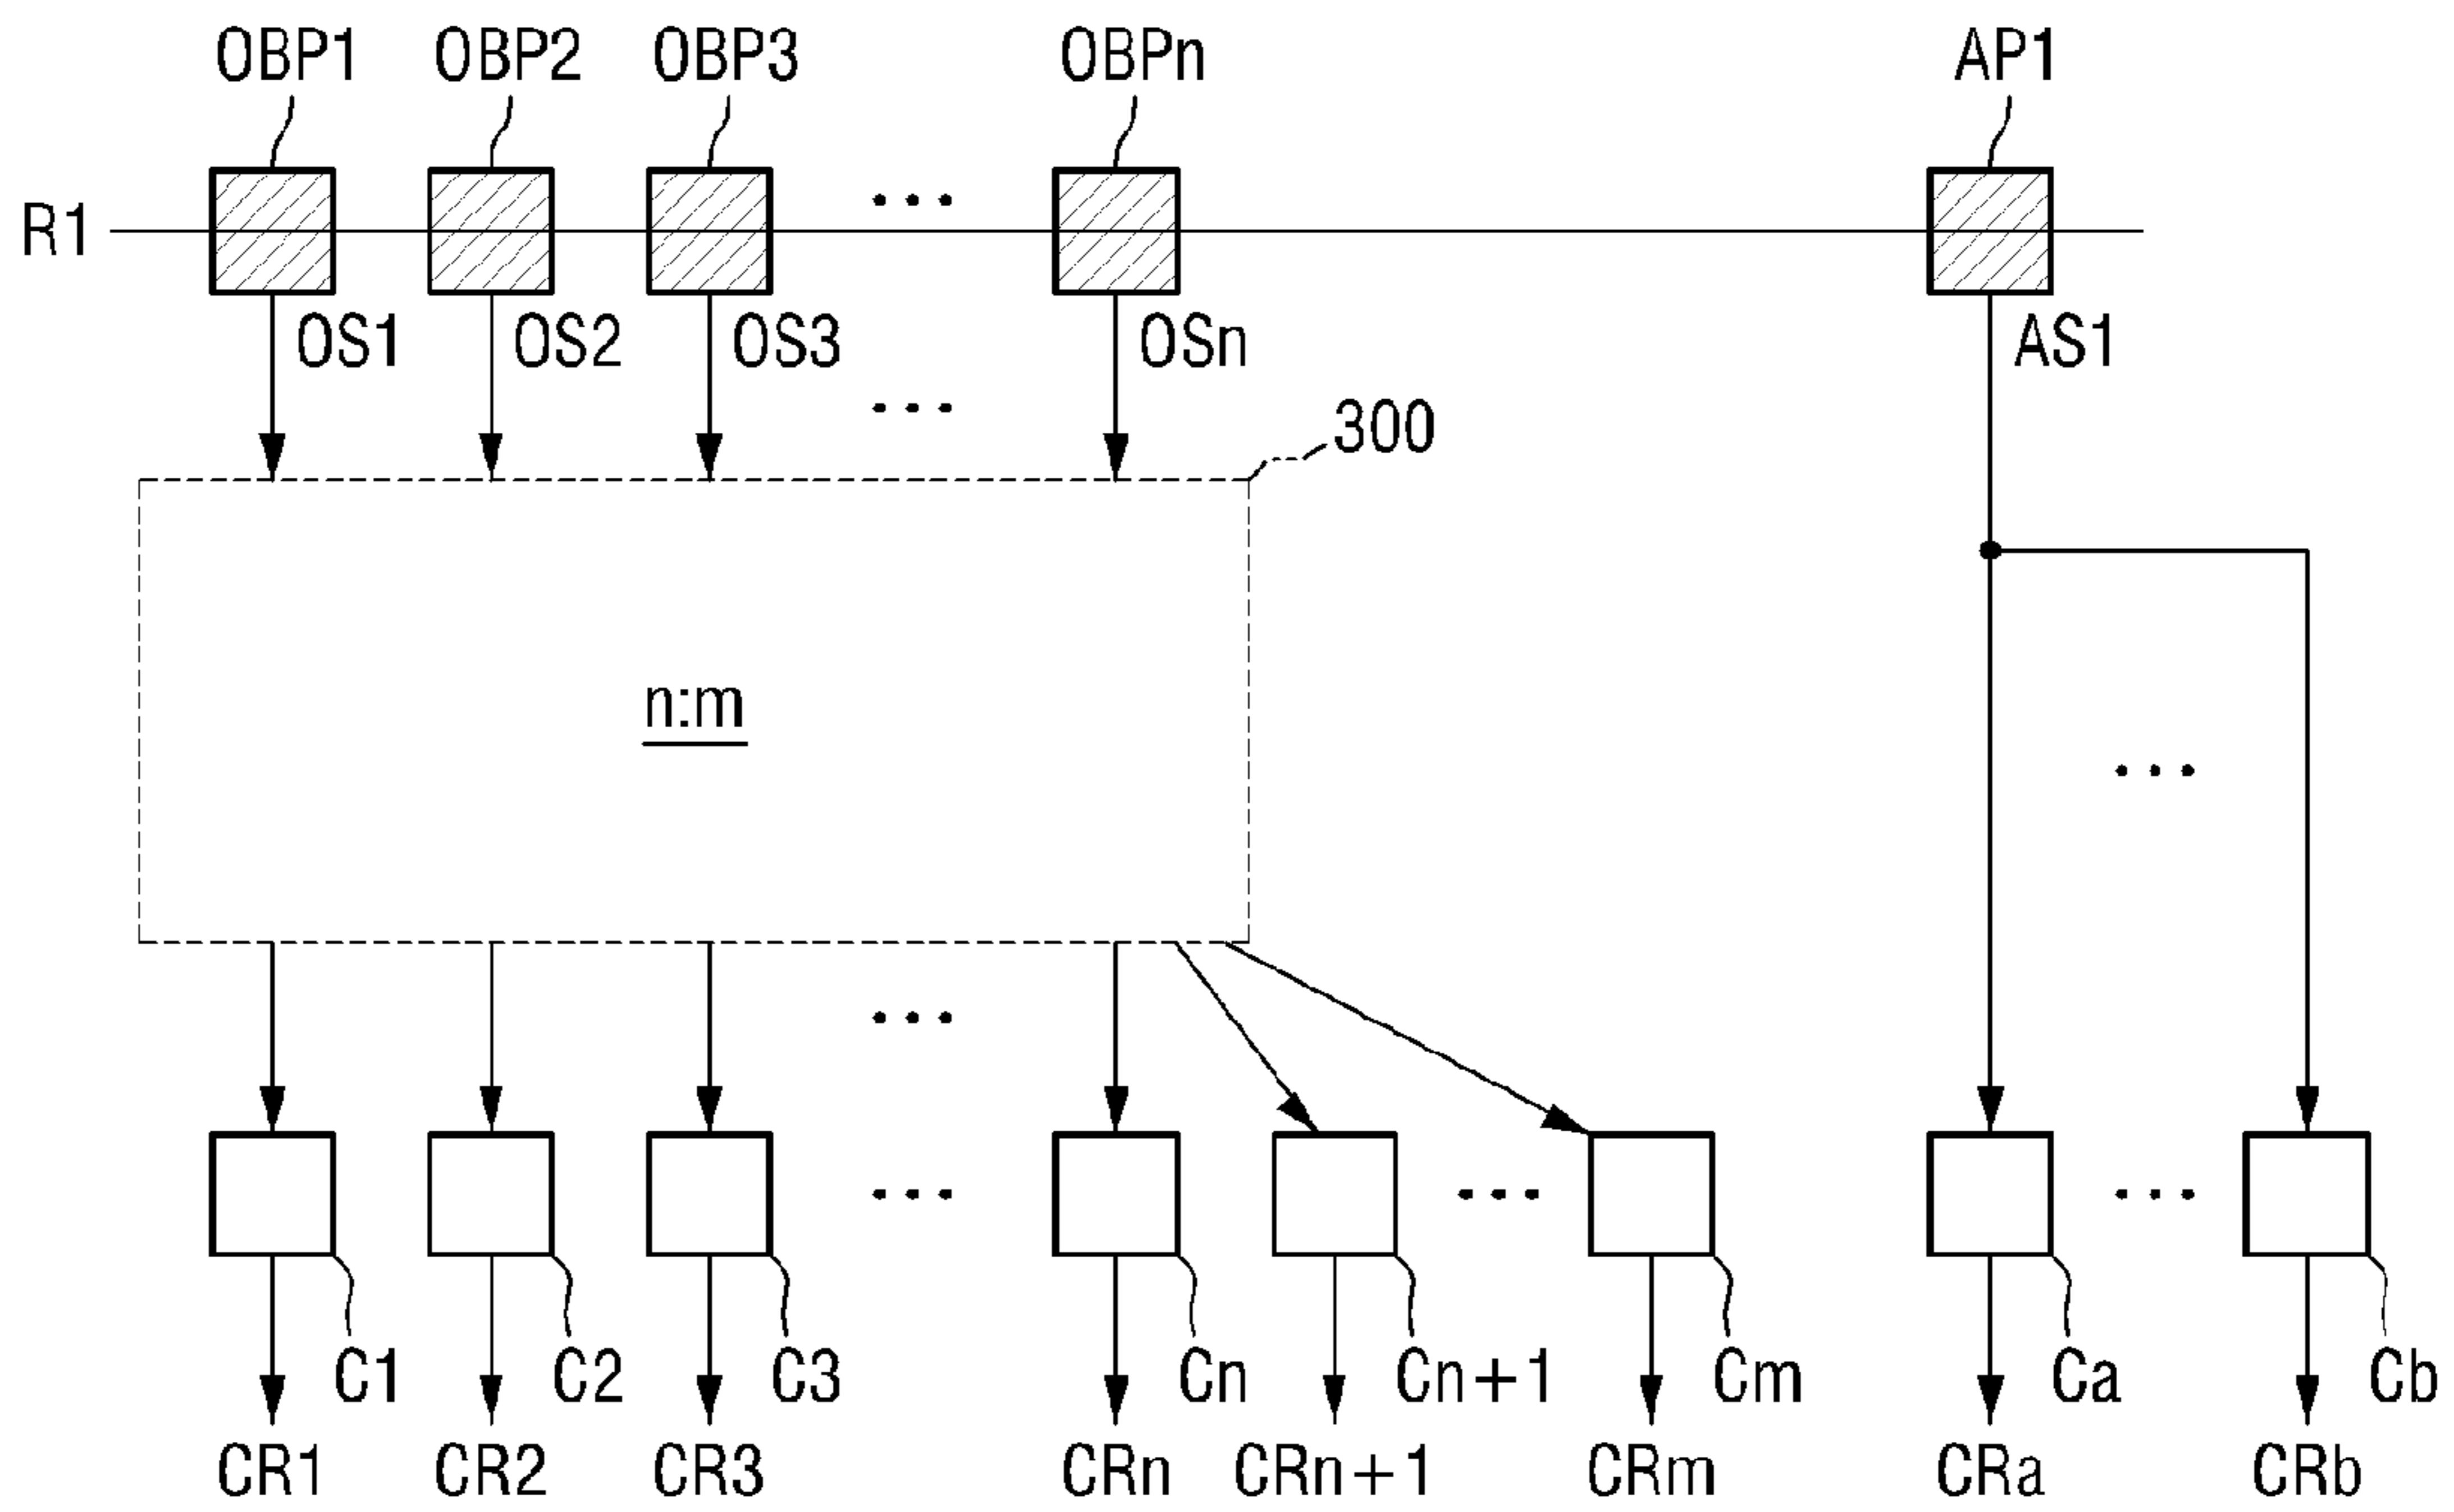 OBP1 OBP2 OBP3 OBPn AP1
R1
OS1 OS2 OS3 OSn AS1
300
n:m
C1 C2 C3 Cn Cn+1 Cm Ca Cb
CR1 CR2 CR3 CRn CRn+1 CRm CRa CRb